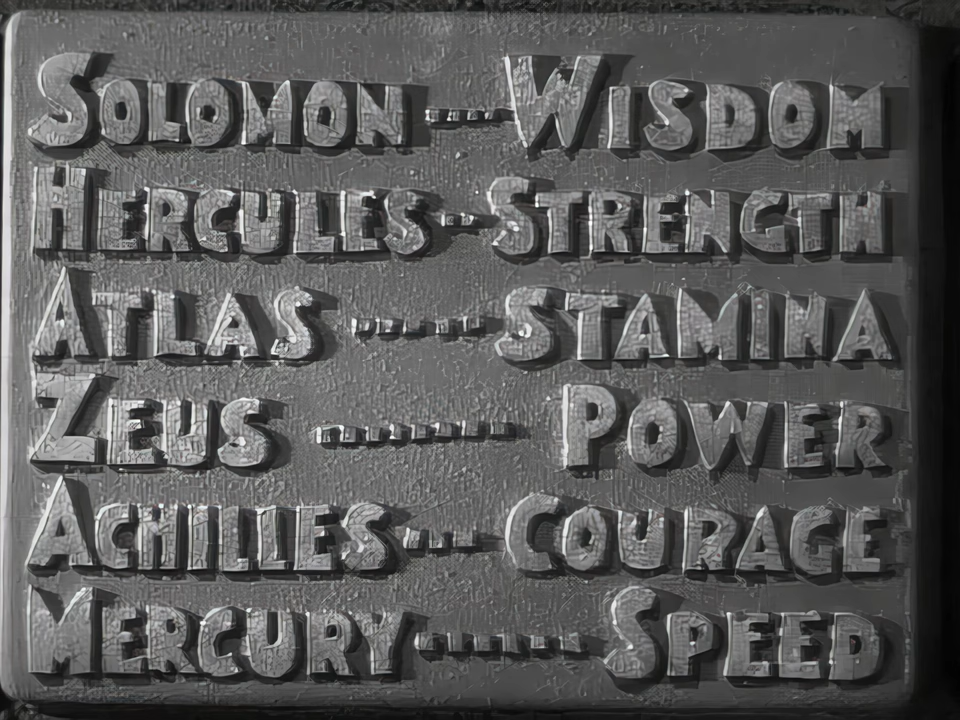 SOLOMON ---- WISDOM
HERCULES --- STRENGTH
ATLAS ----- STAMINA
ZEUS ------- POWER
ACHILLES ---- COURAGE
MERCURY ------ SPEED